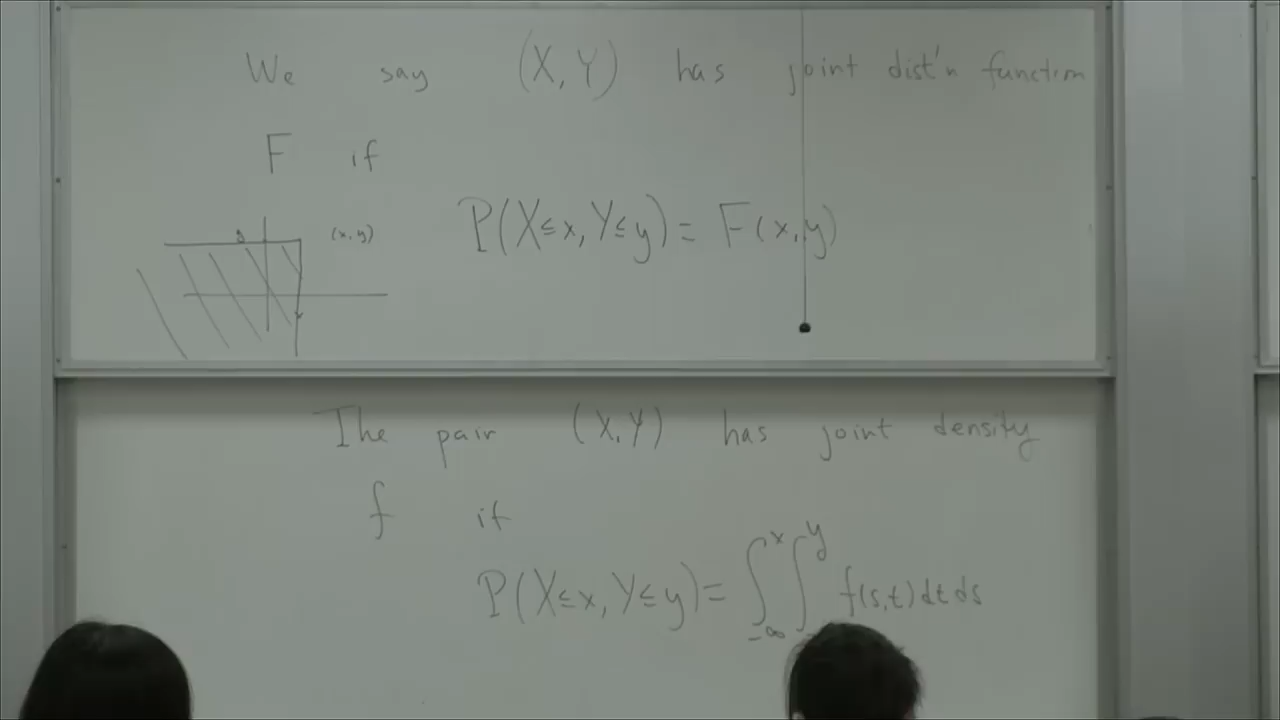 We say (X,Y) has joint dist'n function
F if
(x,y)
P(X≤x, Y≤y) = F(x,y)
The pair (X,Y) has joint density
f if
P(X≤x, Y≤y) = ∫_{-∞}^x ∫_-^y f(s,t) dt ds